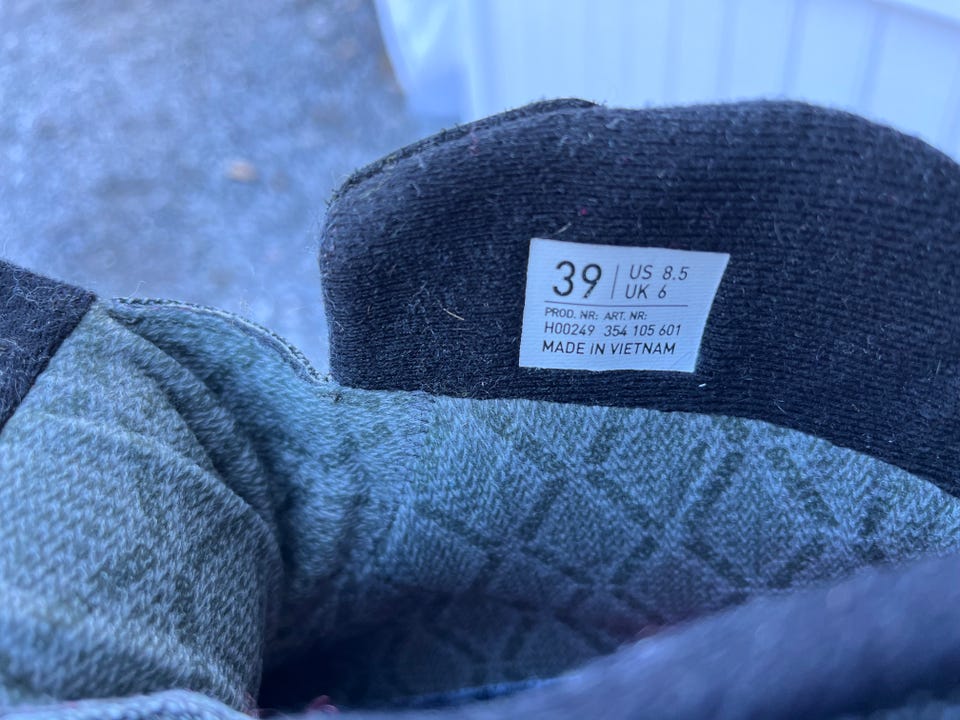 39 | US 8.5
UK 6
PROD. NR: ART. NR:
H00249 354 105 601
MADE IN VIETNAM